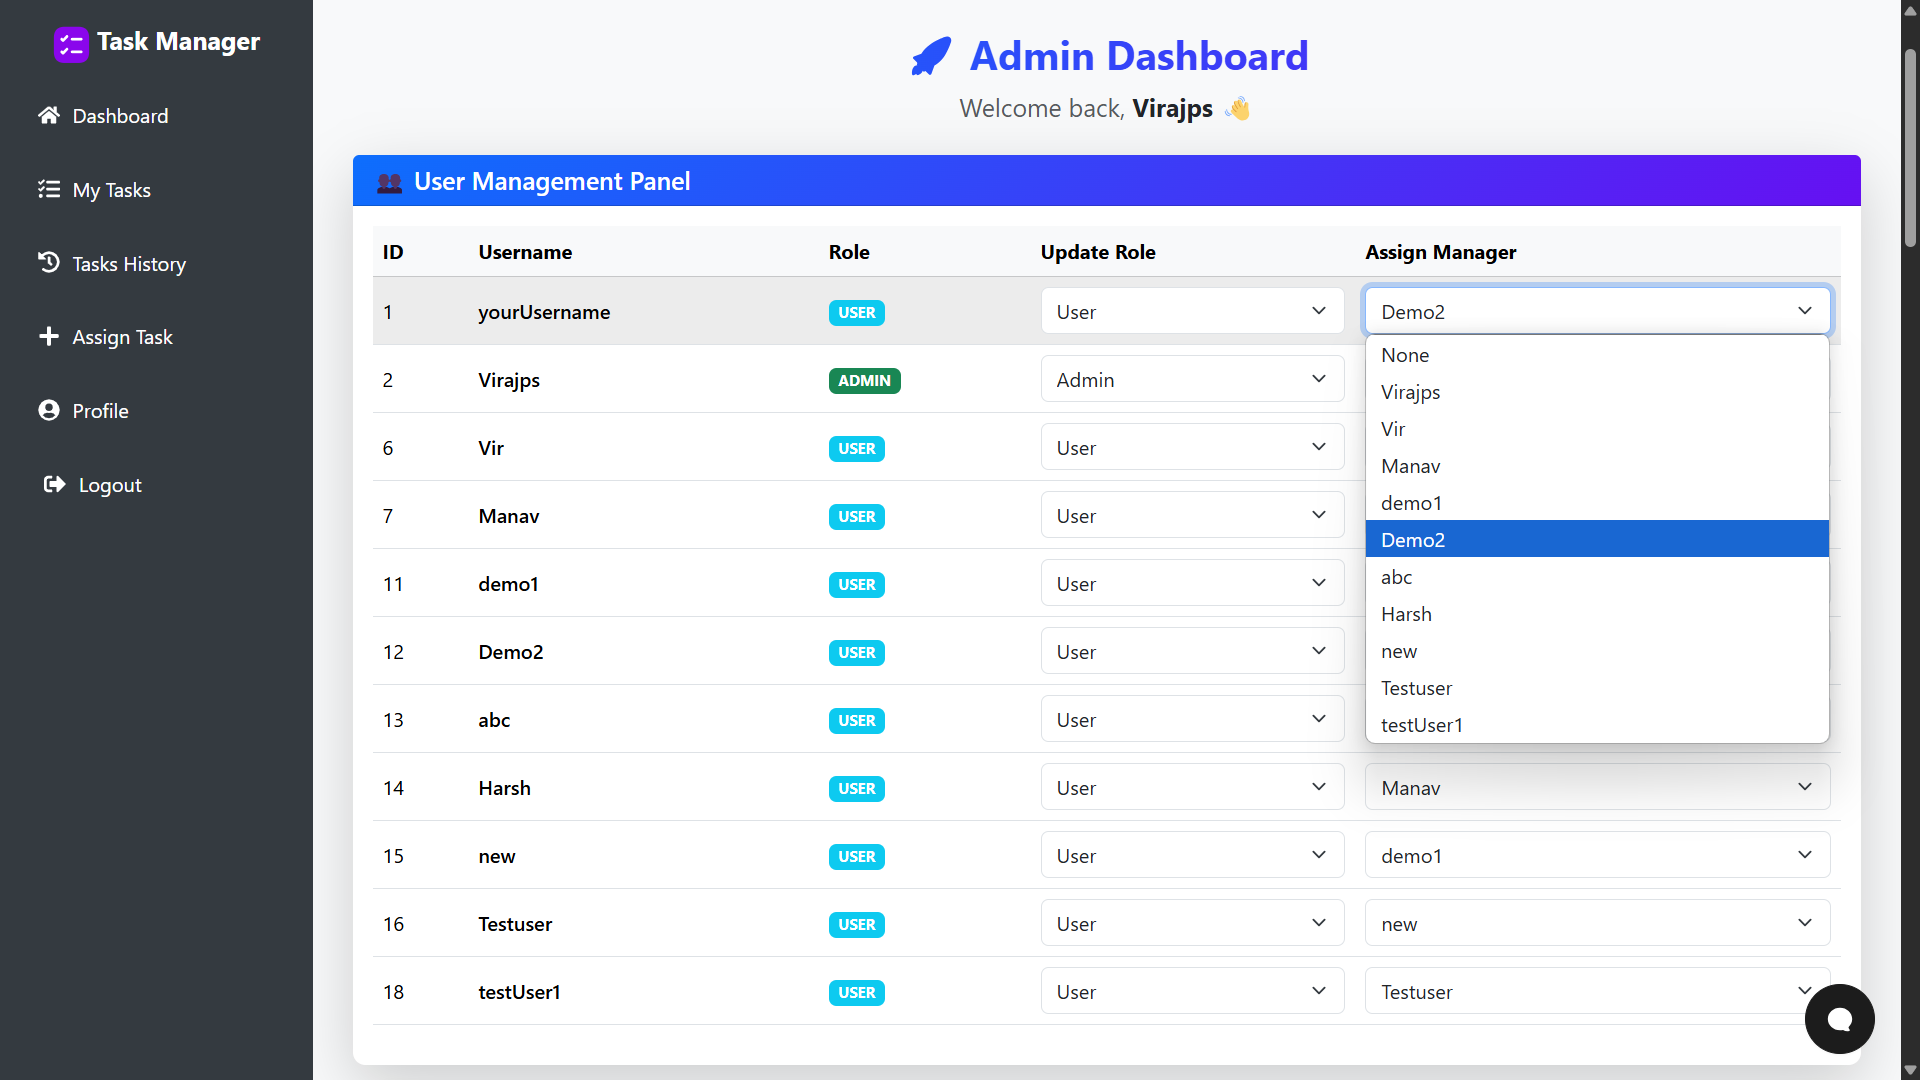 Task Manager
Dashboard
My Tasks
Tasks History
Assign Task
Profile
Logout
Admin Dashboard
Welcome back, Virajps 👋
User Management Panel
ID Username Role Update Role Assign Manager
1 yourUsername USER User Demo2
2 Virajps ADMIN Admin
6 Vir USER User
7 Manav USER User
11 demo1 USER User
12 Demo2 USER User
13 abc USER User
14 Harsh USER User Manav
15 new USER User demo1
16 Testuser USER User new
18 testUser1 USER User Testuser
None
Virajps
Vir
Manav
demo1
Demo2
abc
Harsh
new
Testuser
testUser1